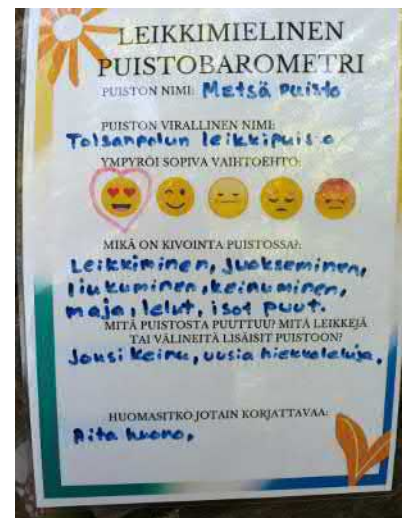 LEIKKIMIELINEN
PUISTOBAROMETRI
PUISTON NIMI: Metsä puisto
PUISTON VIRALLINEN NIMI:
leikkipuis o
YMPYRÖI SOPIVA VAIHTOEHTO:
MIKÄ ON KIVOINTA PUISTOSSA?:
Leikkiminen, Juokseminen,
liukuminen, keinuminen,
maja, lelut, isot puut.
MITÄ PUISTOSTA PUUTTUU? MITÄ LEIKKEJÄ
TAI VÄLINEITÄ LISÄISIT PUISTOON?
Jousi keinu, uusia hiekkaleluja,
HUOMASITKO JOTAIN KORJATTAVAA:
Aita huono,